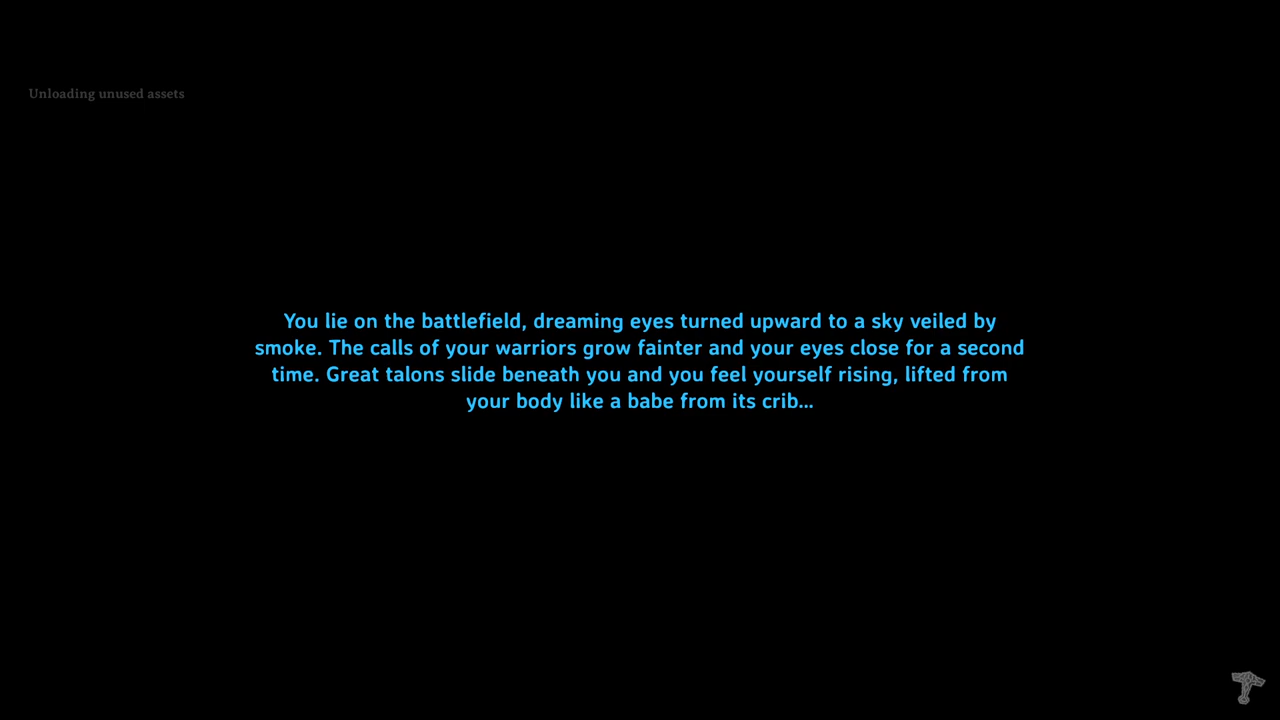 Unloading unused assets
You lie on the battlefield, dreaming eyes turned upward to a sky veiled by
smoke. The calls of your warriors grow fainter and your eyes close for a second
time. Great talons slide beneath you and you feel yourself rising, lifted from
your body like a babe from its crib...